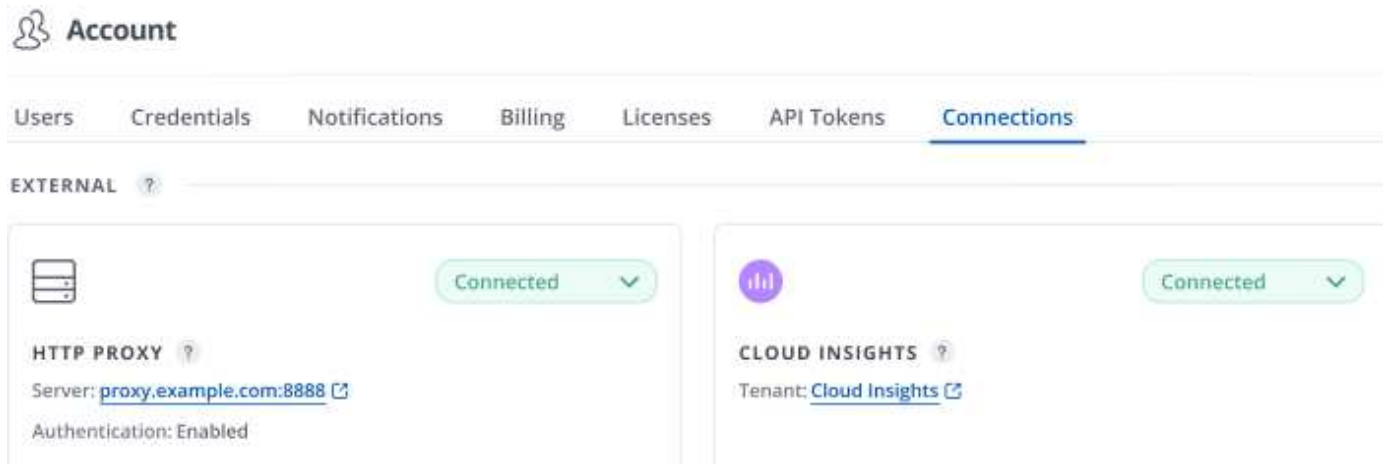 Account
Users Credentials Notifications Billing Licenses API Tokens Connections
EXTERNAL ?
Connected
HTTP PROXY ?
Server: proxy.example.com:8888
Authentication: Enabled
Connected
CLOUD INSIGHTS ?
Tenant: Cloud Insights